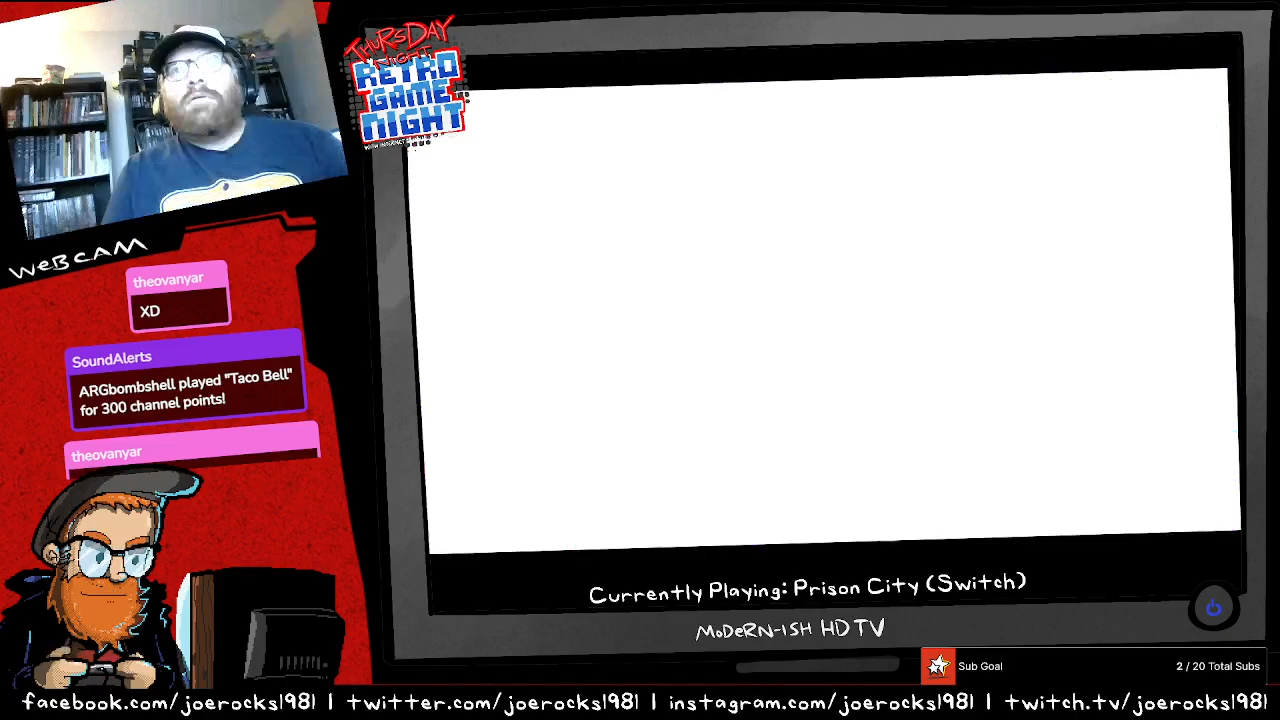 THURSDAY
NIGHT
RETRO
GAME
NIGHT
WEBCAM
theovanyar
XD
SoundAlerts
ARGbombshell played "Taco Bell"
for 300 channel points!
theovanyar
Currently Playing: Prison City (Switch)
MODERN-ISH HDTV
Sub Goal
2 / 20 Total Subs
facebook.com/joerocks1981 | twitter.com/joerocks1981 | instagram.com/joerocks1981 | twitch.tv/joerocks1981